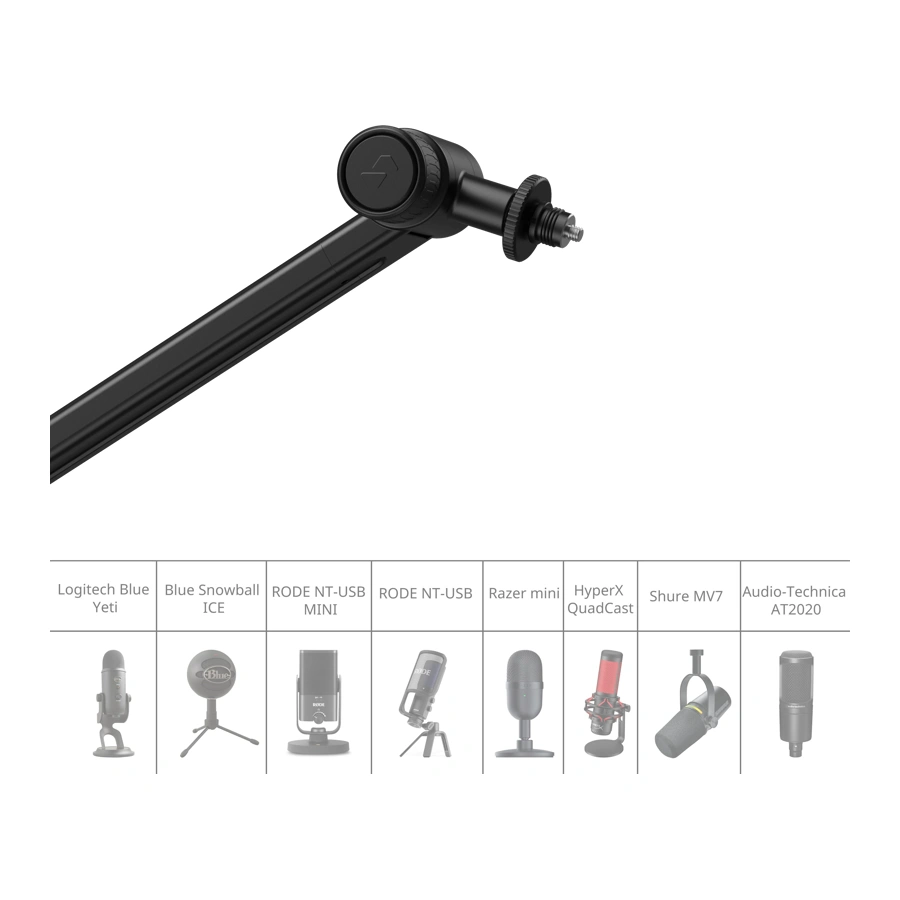 Logitech Blue
Yeti
Blue Snowball
ICE
RODE NT-USB
MINI
RODE NT-USB
Razer mini
HyperX
QuadCast
Shure MV7
Audio-Technica
AT2020
Blue
RODE
RODE